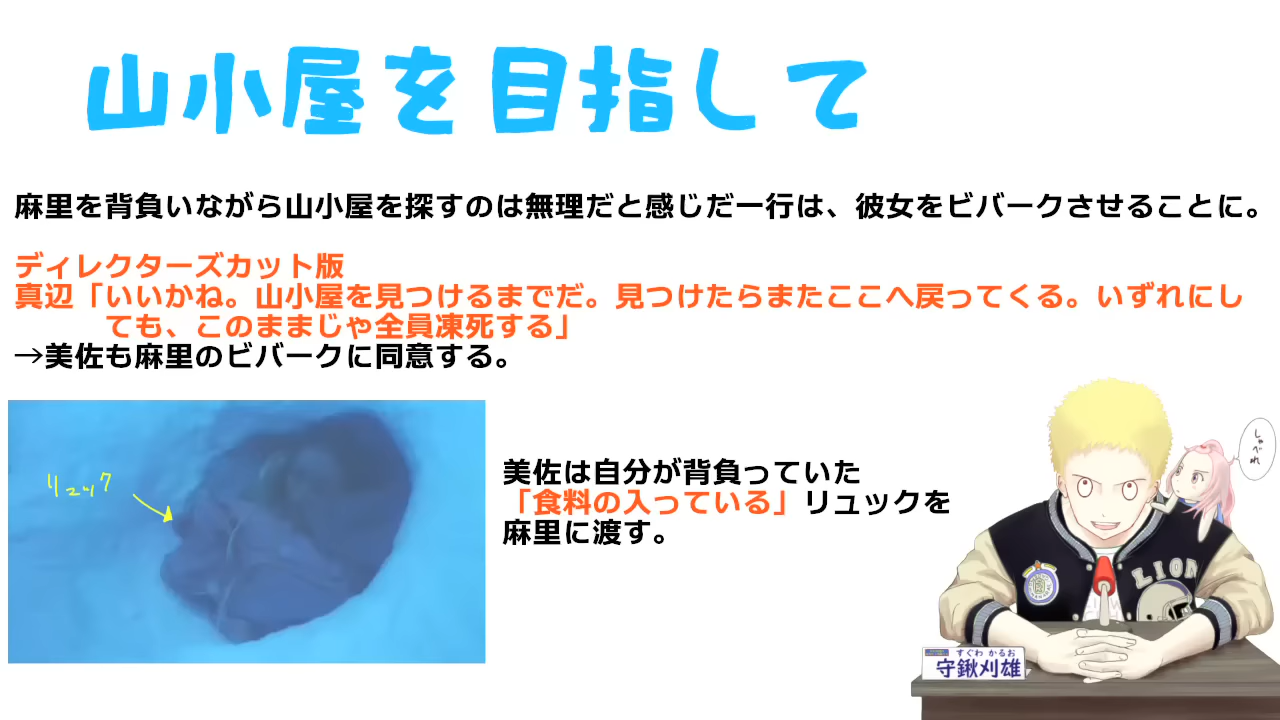 山小屋を目指して
麻里を背負いながら山小屋を探すのは無理だと感じだ一行は、彼女をビバークさせることに。
ディレクターズカット版
真辺「いいかね。山小屋を見つけるまでだ。見つけたらまたここへ戻ってくる。いずれにし
ても、このままじゃ全員凍死する」
→美佐も麻里のビバークに同意する。
リュック
美佐は自分が背負っていた
「食料の入っている」リュックを
麻里に渡す。
しゃべれ
LION
すぐわ かるお
守鍬刈雄